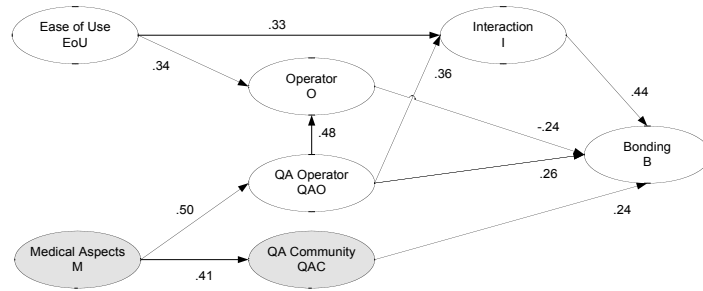 Ease of Use
EoU
.33
Interaction
I
.34
Operator
O
.36
.44
.48
-.24
QA Operator
QAO
Bonding
B
.26
.50
.24
Medical Aspects
M
QA Community
QAC
.41